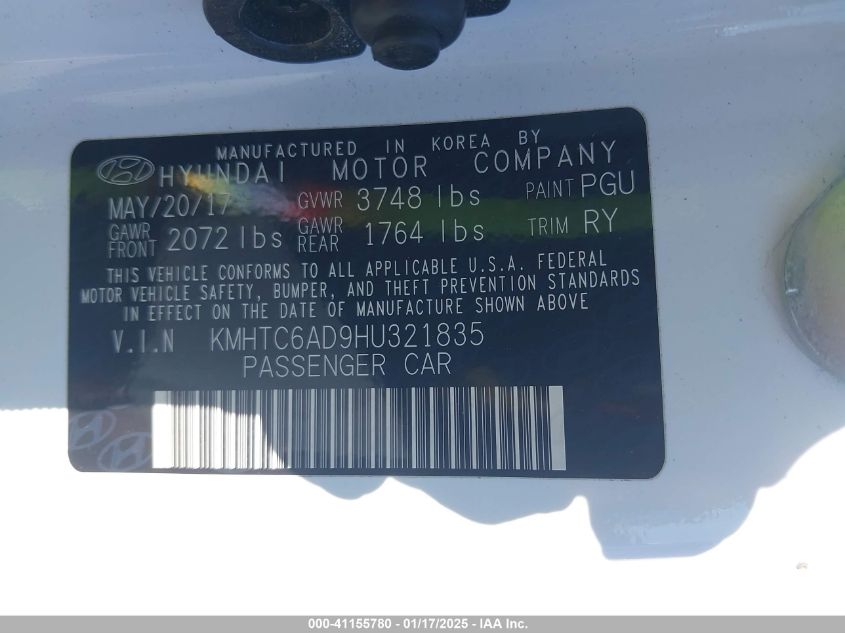 MANUFACTURED IN KOREA BY
HYUNDAI MOTOR COMPANY
MAY/20/17 GVWR 3748 lbs PAINT PGU
GAWR FRONT 2072 lbs GAWR REAR 1764 lbs TRIM RY
THIS VEHICLE CONFORMS TO ALL APPLICABLE U.S.A. FEDERAL
MOTOR VEHICLE SAFETY, BUMPER, AND THEFT PREVENTION STANDARDS
IN EFFECT ON THE DATE OF MANUFACTURE SHOWN ABOVE
V.I.N KMHTC6AD9HU321835
PASSENGER CAR
000-41155780 - 01/17/2025 - IAA Inc.